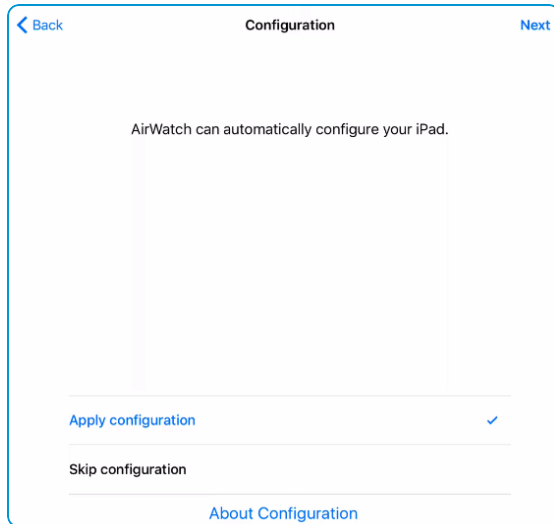 Back
Configuration
Next
AirWatch can automatically configure your iPad.
Apply configuration
Skip configuration
About Configuration